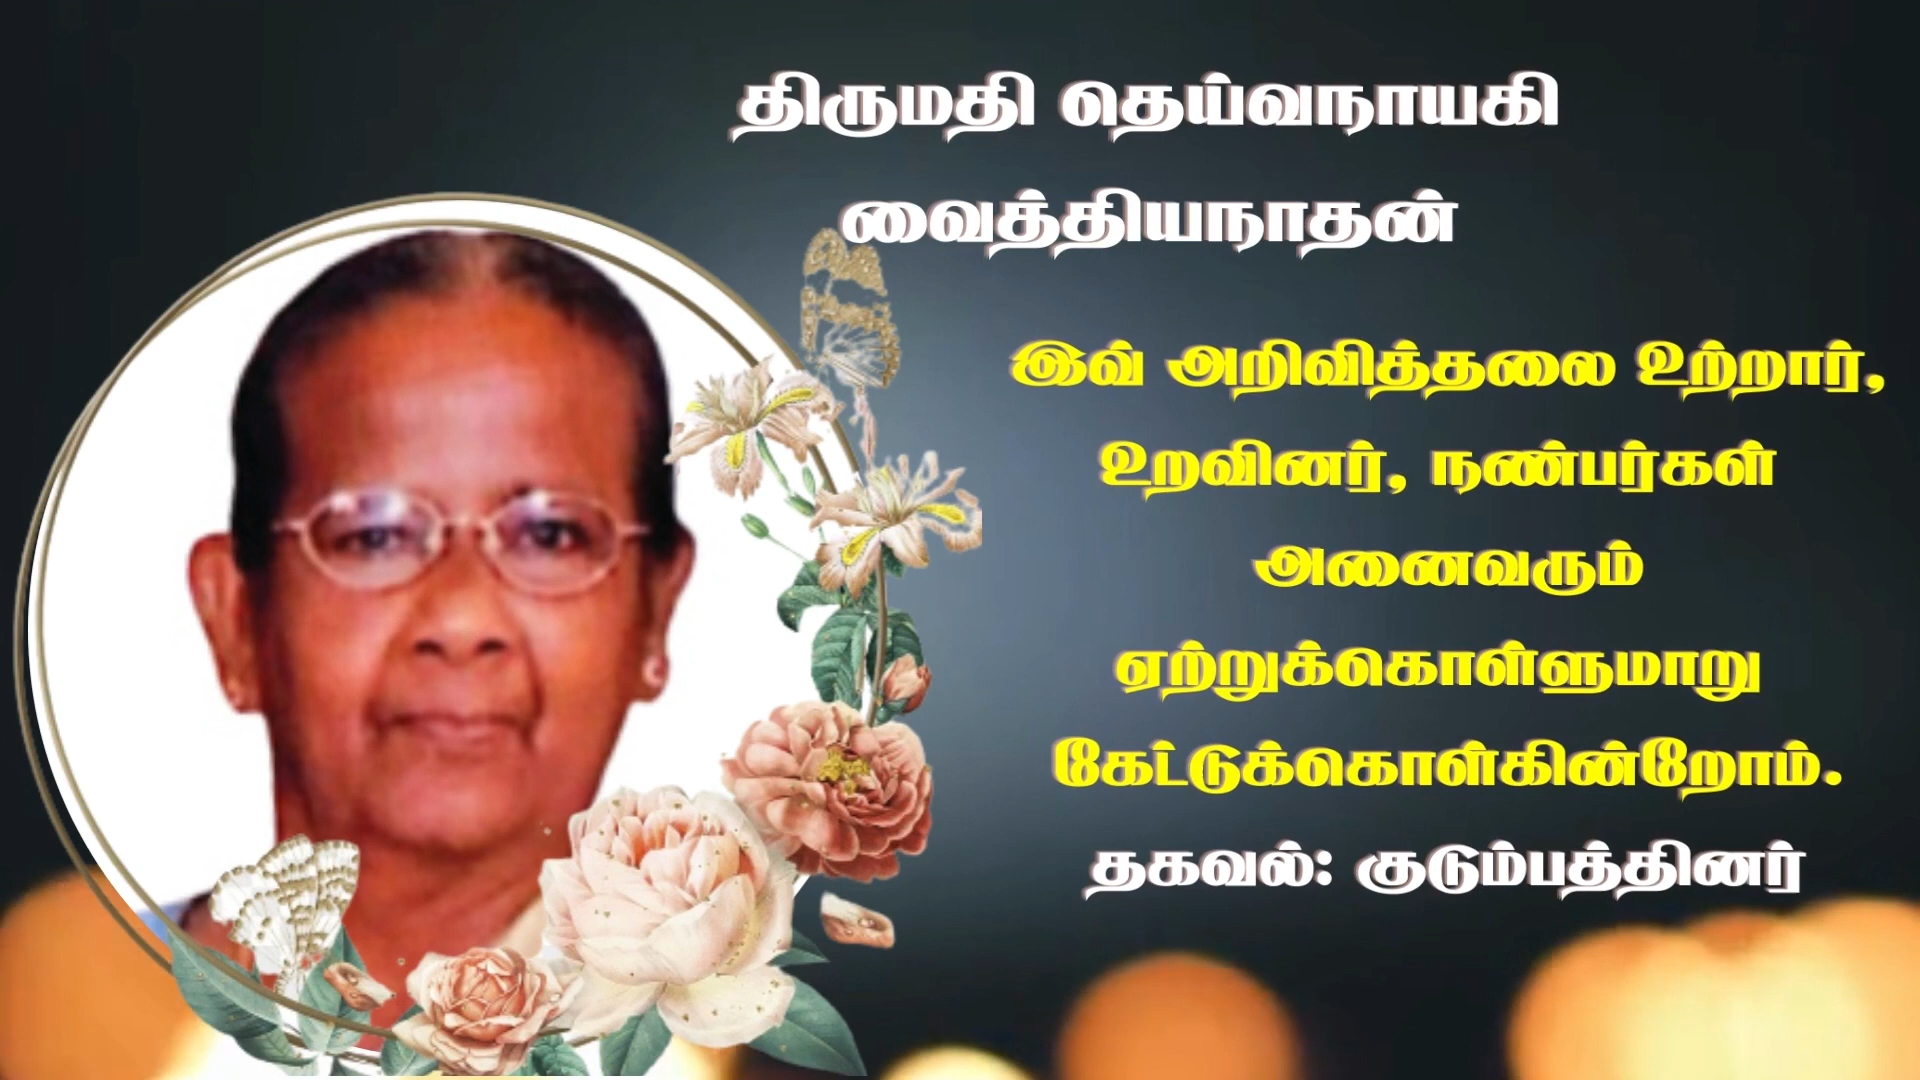 திருமதி தெய்வநாயகி
வைத்தியநாதன்
இவ் அறிவித்தலை உற்றார்,
உறவினர், நண்பர்கள்
அனைவரும்
ஏற்றுக்கொள்ளுமாறு
கேட்டுக்கொள்கின்றோம்.
தகவல்: குடும்பத்தினர்